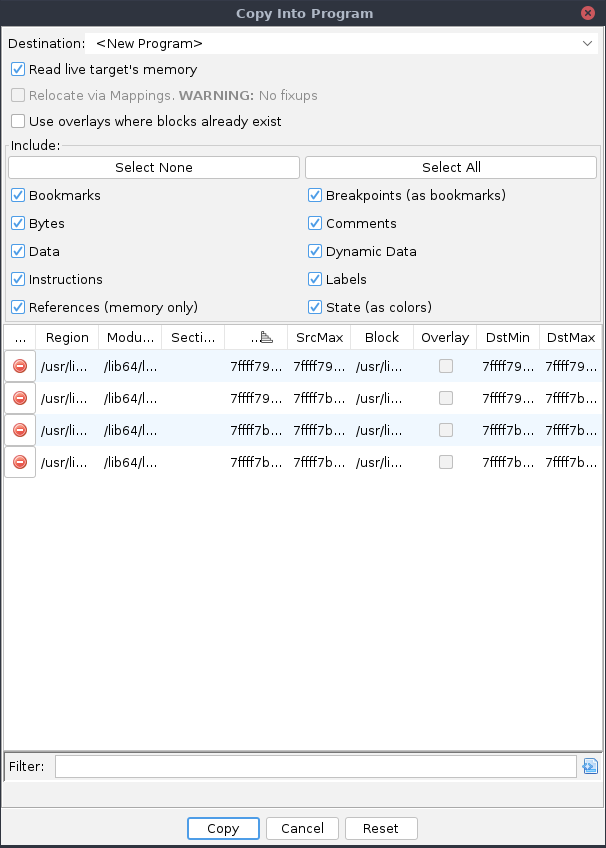 Copy Into Program
Destination: <New Program>
Read live target's memory
Relocate via Mappings. WARNING: No fixups
Use overlays where blocks already exist
Include:
Select None Select All
Bookmarks Breakpoints (as bookmarks)
Bytes Comments
Data Dynamic Data
Instructions Labels
References (memory only) State (as colors)
... Region Modu... Secti... ... SrcMax Block Overlay DstMin DstMax
/usr/li... /lib64/l... 7ffff79... 7ffff79... /usr/li... 7ffff79... 7ffff79...
/usr/li... /lib64/l... 7ffff79... 7ffff7b... /usr/li... 7ffff79... 7ffff7b...
/usr/li... /lib64/l... 7ffff7b... 7ffff7b... /usr/li... 7ffff7b... 7ffff7b...
/usr/li... /lib64/l... 7ffff7b... 7ffff7b... /usr/li... 7ffff7b... 7ffff7b...
Filter:
Copy Cancel Reset